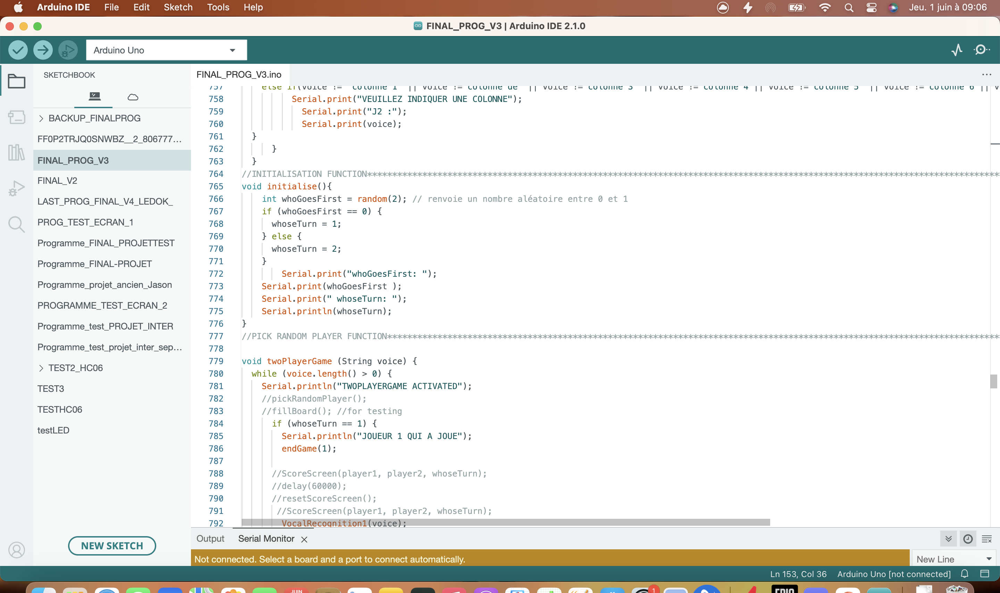 Arduino IDE File Edit Sketch Tools Help Jeu. 1 juin à 09:06
FINAL_PROG_V3 | Arduino IDE 2.1.0
Arduino Uno
SKETCHBOOK
BACKUP_FINALPROG
FF0P2TRJQ0SNWBZ__2_806777...
FINAL_PROG_V3
FINAL_V2
LAST_PROG_FINAL_V4_LEDOK_
PROG_TEST_ECRAN_1
Programme_FINAL_PROJETTEST
Programme_FINAL-PROJET
Programme_projet_ancien_Jason
PROGRAMME_TEST_ECRAN_2
Programme_test_PROJET_INTER
Programme_test_projet_inter_sep...
TEST2_HC06
TEST3
TESTHC06
testLED
NEW SKETCH
FINAL_PROG_V3.ino
757 else if(voice != "colonne 1" || voice != "colonne de" || voice != "colonne 3" || voice != "colonne 4"|| voice != "colonne 5" || voice != "colonne 6"|| v
758 Serial.print("VEUILLEZ INDIQUER UNE COLONNE");
759 Serial.print("J2 :");
760 Serial.print(voice);
761 }
762 }
763 }
764 //INITIALISATION FUNCTION******************************************************************************************************************************
765 void initialise(){
766 int whoGoesFirst = random(2); // renvoie un nombre aléatoire entre 0 et 1
767 if (whoGoesFirst == 0) {
768 whoseTurn = 1;
769 } else {
770 whoseTurn = 2;
771 }
772 Serial.print("whoGoesFirst: ");
773 Serial.print(whoGoesFirst );
774 Serial.print(" whoseTurn: ");
775 Serial.println(whoseTurn);
776 }
777 //PICK RANDOM PLAYER FUNCTION**************************************************************************************************************************
778
779 void twoPlayerGame (String voice) {
780 while (voice.length() > 0) {
781 Serial.println("TWOPLAYERGAME ACTIVATED");
782 //pickRandomPlayer();
783 //fillBoard(); //for testing
784 if (whoseTurn == 1) {
785 Serial.println("JOUEUR 1 QUI A JOUE");
786 endGame(1);
787
788 //ScoreScreen(player1, player2, whoseTurn);
789 //delay(60000);
790 //resetScoreScreen();
791 //ScoreScreen(player1, player2, whoseTurn);
792 VocalRecognition1(voice);
Output Serial Monitor
Not connected. Select a board and a port to connect automatically.
New Line
Ln 153, Col 36 Arduino Uno [not connected]
JUIN
1
EPIC